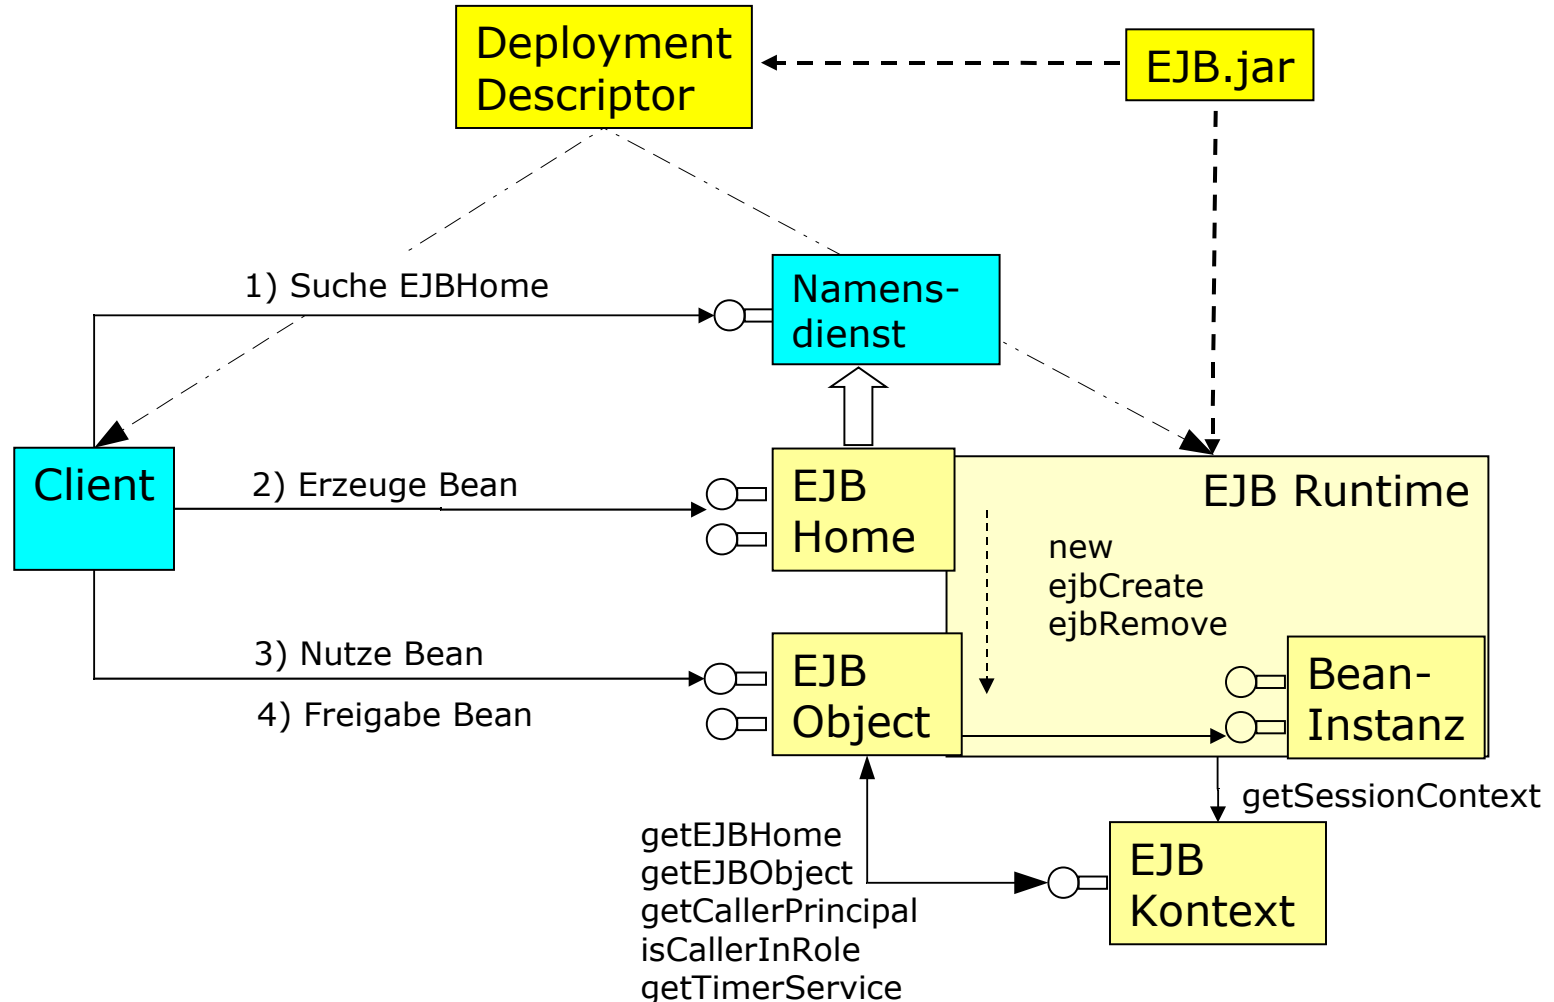 Deployment
Descriptor
EJB.jar
1) Suche EJBHome
Namens-
dienst
Client
2) Erzeuge Bean
EJB
Home
EJB Runtime
new
ejbCreate
ejbRemove
3) Nutze Bean
4) Freigabe Bean
EJB
Object
Bean-
Instanz
getSessionContext
getEJBHome
getEJBObject
getCallerPrincipal
isCallerInRole
getTimerService
EJB
Kontext